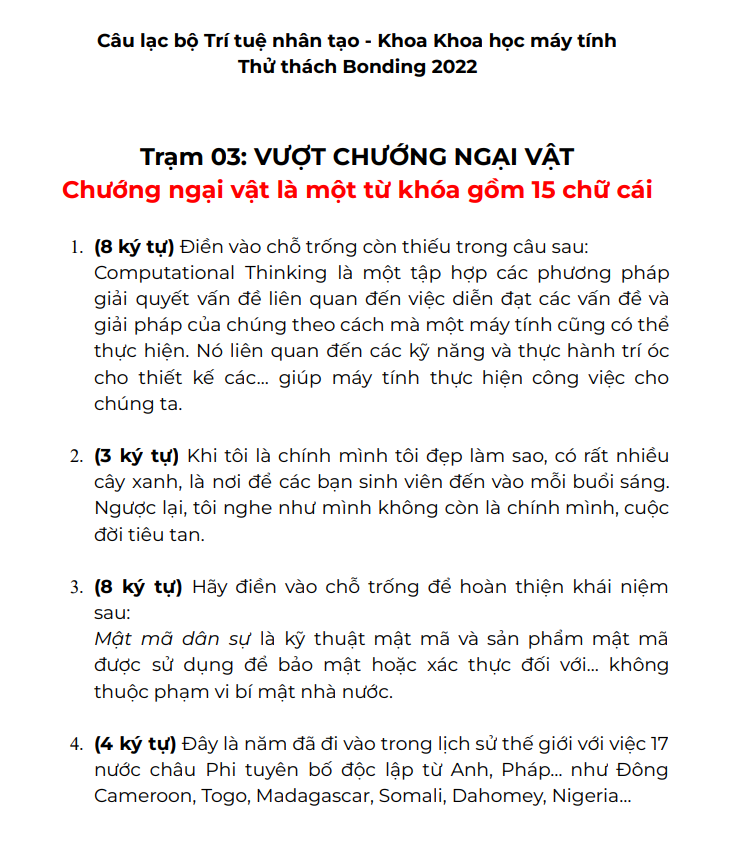 Câu lạc bộ Trí tuệ nhân tạo - Khoa Khoa học máy tính
Thử thách Bonding 2022
Trạm 03: VƯỢT CHƯỚNG NGẠI VẬT
Chướng ngại vật là một từ khóa gồm 15 chữ cái
1. (8 ký tự) Điền vào chỗ trống còn thiếu trong câu sau:
Computational Thinking là một tập hợp các phương pháp
giải quyết vấn đề liên quan đến việc diễn đạt các vấn đề và
giải pháp của chúng theo cách mà một máy tính cũng có thể
thực hiện. Nó liên quan đến các kỹ năng và thực hành trí óc
cho thiết kế các... giúp máy tính thực hiện công việc cho
chúng ta.
2. (3 ký tự) Khi tôi là chính mình tôi đẹp làm sao, có rất nhiều
cây xanh, là nơi để các bạn sinh viên đến vào mỗi buổi sáng.
Ngược lại, tôi nghe như mình không còn là chính mình, cuộc
đời tiêu tan.
3. (8 ký tự) Hãy điền vào chỗ trống để hoàn thiện khái niệm
sau:
Mật mã dân sự là kỹ thuật mật mã và sản phẩm mật mã
được sử dụng để bảo mật hoặc xác thực đối với... không
thuộc phạm vi bí mật nhà nước.
4. (4 ký tự) Đây là năm đã đi vào trong lịch sử thế giới với việc 17
nước châu Phi tuyên bố độc lập từ Anh, Pháp... như Đông
Cameroon, Togo, Madagascar, Somali, Dahomey, Nigeria...